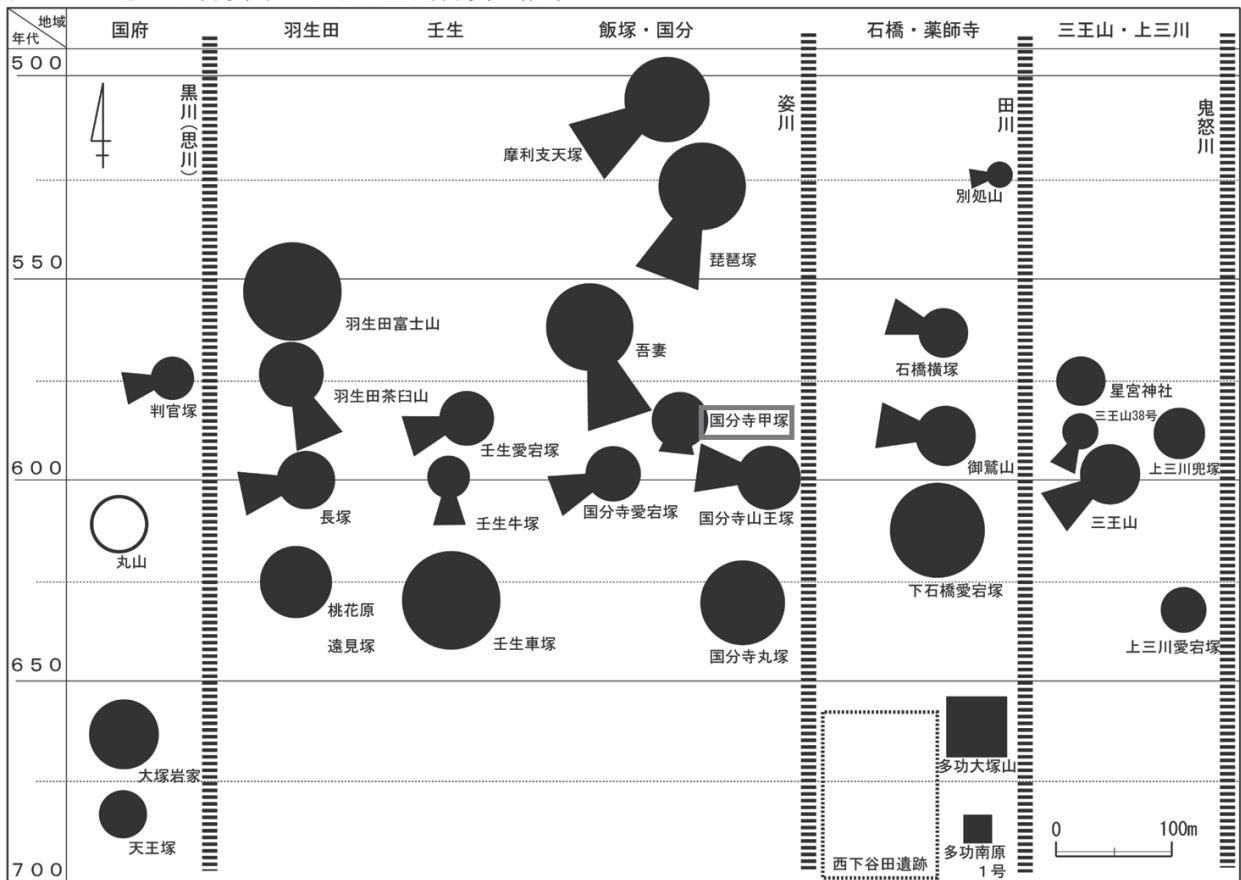 地域
年代
国府
羽生田
壬生
飯塚・国分
石橋・薬師寺
三王山・上三川
500
黒川(思川)
姿川
田川
鬼怒川
摩利支天塚
別処山
琵琶塚
550
羽生田富士山
吾妻
石橋横塚
判官塚
羽生田茶臼山
星宮神社
国分寺甲塚
三王山38号
壬生愛宕塚
御鷲山
上三川兜塚
600
長塚
壬生牛塚
国分寺愛宕塚
国分寺山王塚
三王山
丸山
下石橋愛宕塚
桃花原
遠見塚
壬生車塚
国分寺丸塚
上三川愛宕塚
650
大塚岩家
多功大塚山
天王塚
西下谷田遺跡
多功南原
1号
0 100m
700